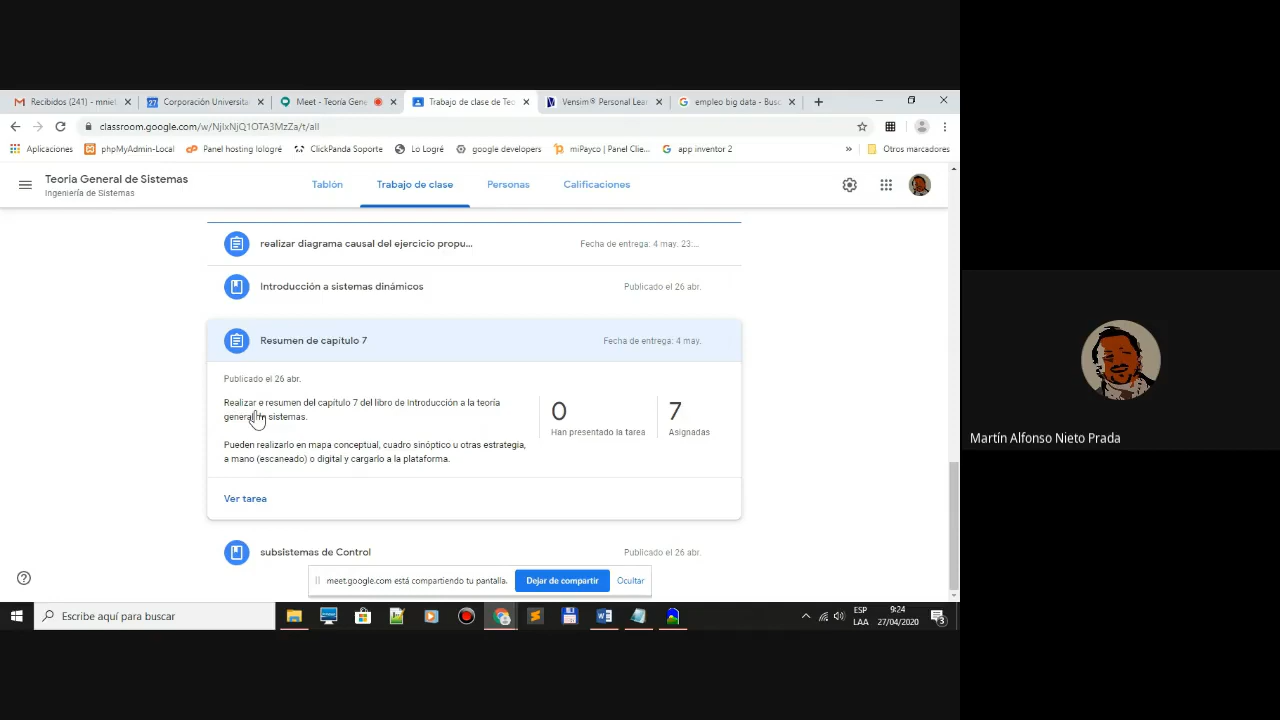 Recibidos (241) - mniet
Corporación Universita
Meet - Teoría Gene
Trabajo de clase de Teo
Vensim® Personal Lear
empleo big data - Busc
classroom.google.com/w/NjIxNjQ1OTA3MzZa/t/all
Aplicaciones
phpMyAdmin-Local
Panel hosting lologré
ClickPanda Soporte
Lo Logré
google developers
miPayco | Panel Clie...
app inventor 2
»
Otros marcadores
Teoría General de Sistemas
Ingeniería de Sistemas
Tablón
Trabajo de clase
Personas
Calificaciones
realizar diagrama causal del ejercicio propu...
Fecha de entrega: 4 may. 23:...
Introducción a sistemas dinámicos
Publicado el 26 abr.
Resumen de capítulo 7
Fecha de entrega: 4 may.
Publicado el 26 abr.
Realizar e resumen del capítulo 7 del libro de Introducción a la teoría
general de sistemas.
Pueden realizarlo en mapa conceptual, cuadro sinóptico u otras estrategia,
a mano (escaneado) o digital y cargarlo a la plataforma.
0
Han presentado la tarea
7
Asignadas
Ver tarea
subsistemas de Control
Publicado el 26 abr.
meet.google.com está compartiendo tu pantalla.
Dejar de compartir
Ocultar
Escribe aquí para buscar
ESP
LAA
9:24
27/04/2020
3
Martín Alfonso Nieto Prada